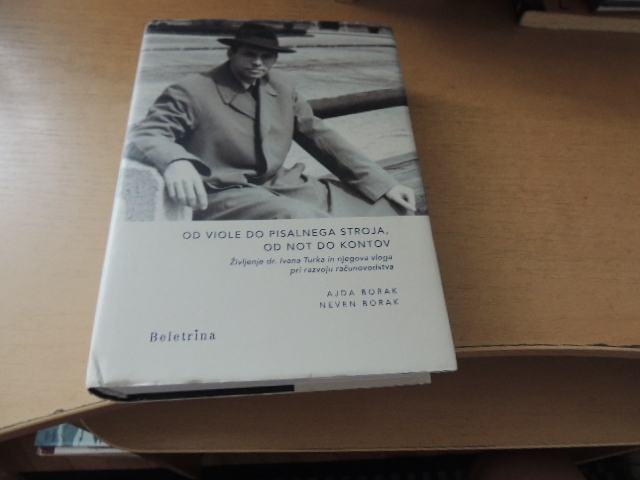 OD VIOLE DO PISALNEGA STROJA,
OD NOT DO KONTOV
Življenje dr. Ivana Turka in njegova vloga
pri razvoju računovodstva
AJDA BORAK
NEVEN BORAK
Beletrina